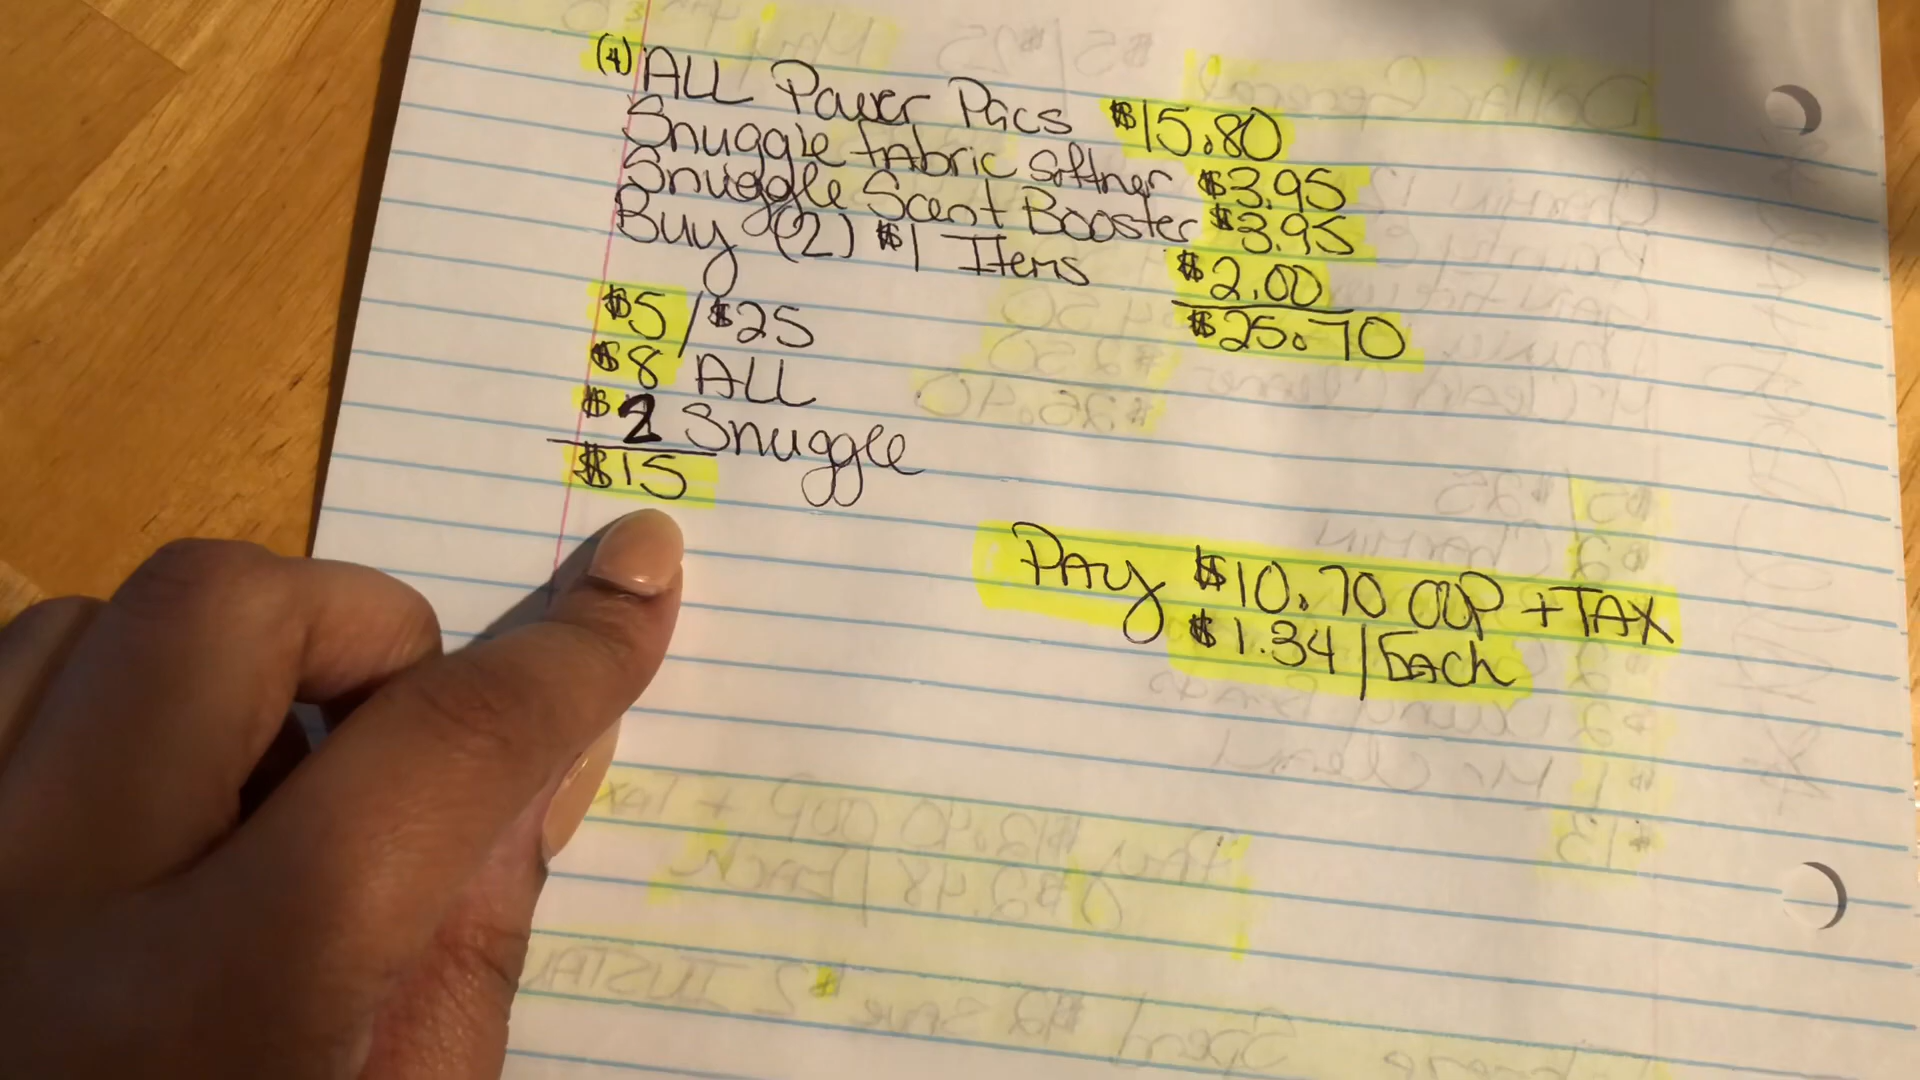 (4) ALL Power Pacs $15.80
Snuggle fabric Softner $3.95
Snuggle Scent Booster $3.95
Buy (2) $1 Items $2.00
$25.70
$5/$25
$8 ALL
$2 Snuggle
$15
PAy $10.70 OOP + TAX
$1.34/EAch